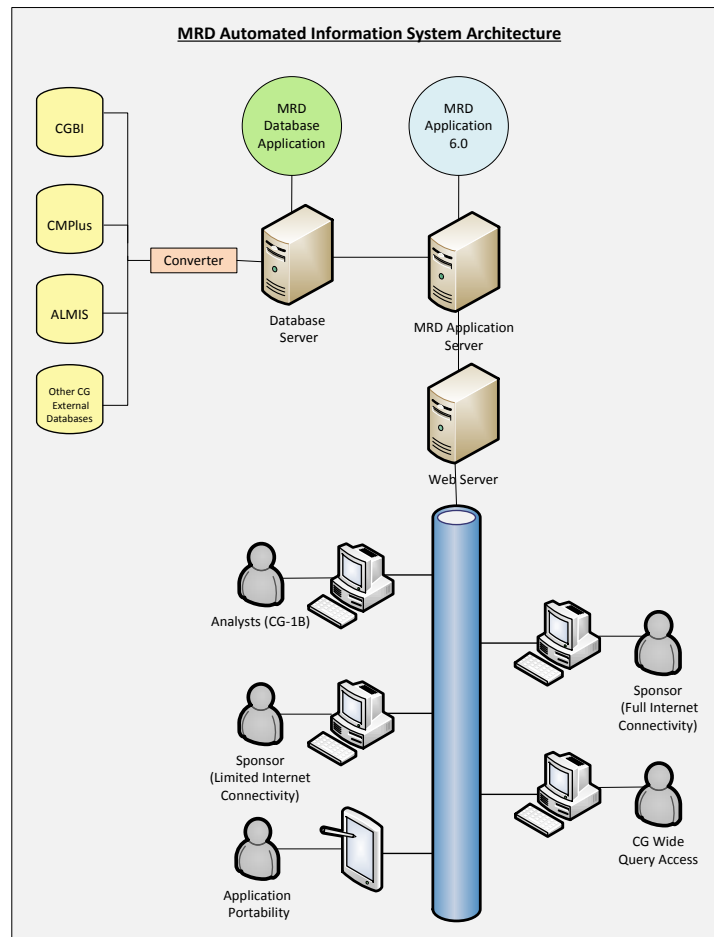 MRD Automated Information System Architecture
CGBI
CMPlus
ALMIS
Other CG
External
Databases
Converter
MRD
Database
Application
MRD
Application
6.0
Database
Server
MRD Application
Server
Web Server
Analysts (CG-1B)
Sponsor
(Full Internet
Connectivity)
Sponsor
(Limited Internet
Connectivity)
CG Wide
Query Access
Application
Portability